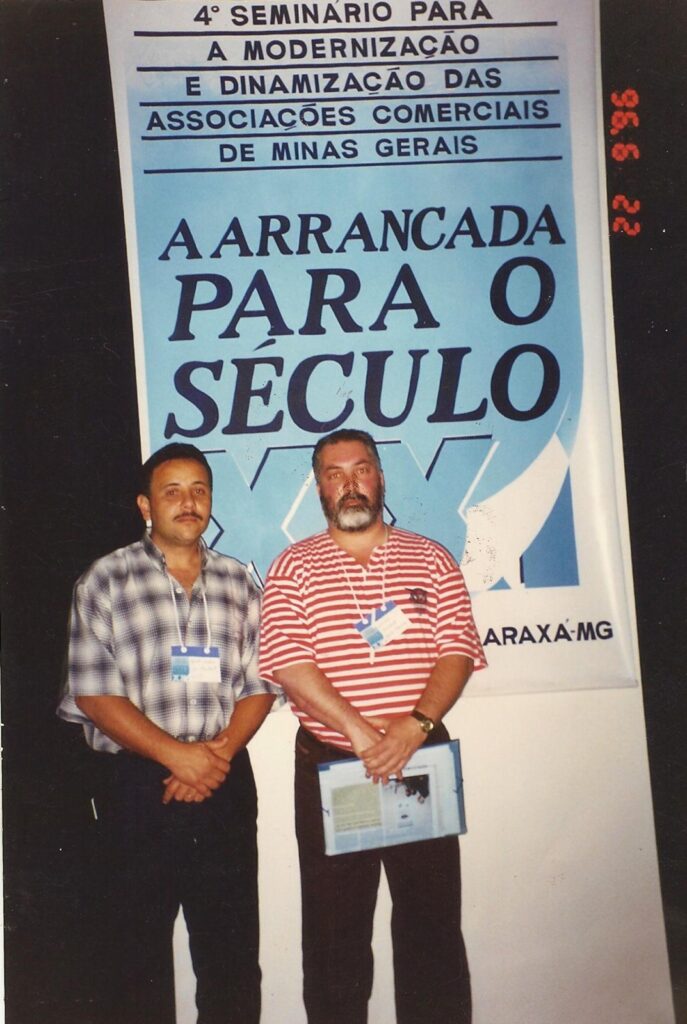 4º SEMINÁRIO PARA
A MODERNIZAÇÃO
E DINAMIZAÇÃO DAS
ASSOCIAÇÕES COMERCIAIS
DE MINAS GERAIS
A ARRANCADA
PARA O
SÉCULO
XXI
ARAXÁ-MG
96. 6 22